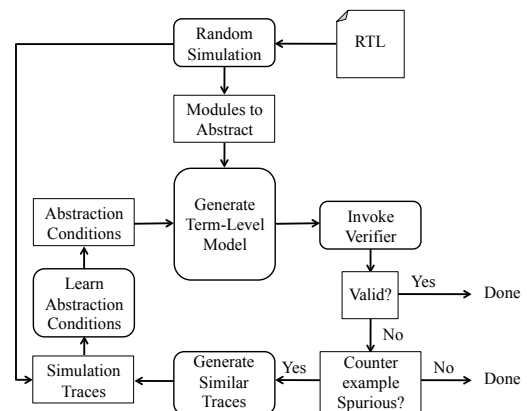 Random
Simulation
RTL
Modules to
Abstract
Generate
Term-Level
Model
Abstraction
Conditions
Invoke
Verifier
Learn
Abstraction
Conditions
Valid?
Yes
Done
No
Simulation
Traces
Generate
Similar
Traces
Yes
Counter
example
Spurious?
No
Done